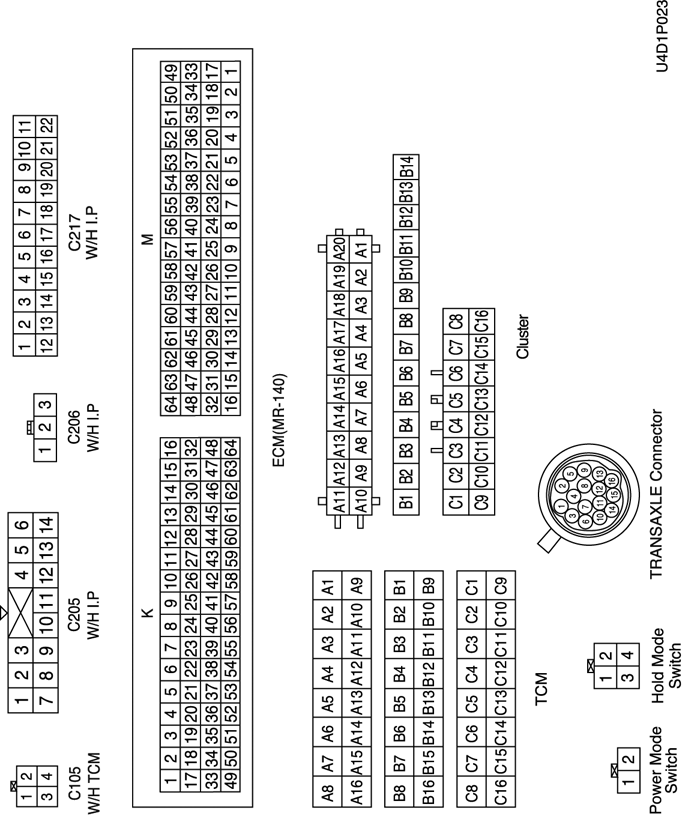 1 2
3 4
C105
W/H TCM
1 2 3 4 5 6
7 8 9 10 11 12 13 14
C205
W/H I.P
1 2 3
C206
W/H I.P
1 2 3 4 5 6 7 8 9 10 11
12 13 14 15 16 17 18 19 20 21 22
C217
W/H I.P
K
1 2 3 4 5 6 7 8 9 10 11 12 13 14 15 16
17 18 19 20 21 22 23 24 25 26 27 28 29 30 31 32
33 34 35 36 37 38 39 40 41 42 43 44 45 46 47 48
49 50 51 52 53 54 55 56 57 58 59 60 61 62 63 64
M
64 63 62 61 60 59 58 57 56 55 54 53 52 51 50 49
48 47 46 45 44 43 42 41 40 39 38 37 36 35 34 33
32 31 30 29 28 27 26 25 24 23 22 21 20 19 18 17
16 15 14 13 12 11 10 9 8 7 6 5 4 3 2 1
ECM(MR-140)
A8 A7 A6 A5 A4 A3 A2 A1
A16 A15 A14 A13 A12 A11 A10 A9
B8 B7 B6 B5 B4 B3 B2 B1
B16 B15 B14 B13 B12 B11 B10 B9
C8 C7 C6 C5 C4 C3 C2 C1
C16 C15 C14 C13 C12 C11 C10 C9
TCM
A11 A12 A13 A14 A15 A16 A17 A18 A19 A20
A10 A9 A8 A7 A6 A5 A4 A3 A2 A1
B1 B2 B3 B4 B5 B6 B7 B8 B9 B10 B11 B12 B13 B14
C1 C2 C3 C4 C5 C6 C7 C8
C9 C10 C11 C12 C13 C14 C15 C16
Cluster
1 2
Power Mode
Switch
1 2
3 4
Hold Mode
Switch
1 2
3 4 5
6 7 8 9
10 11 12 13
14 15 16
TRANSAXLE Connector
U4D1P023